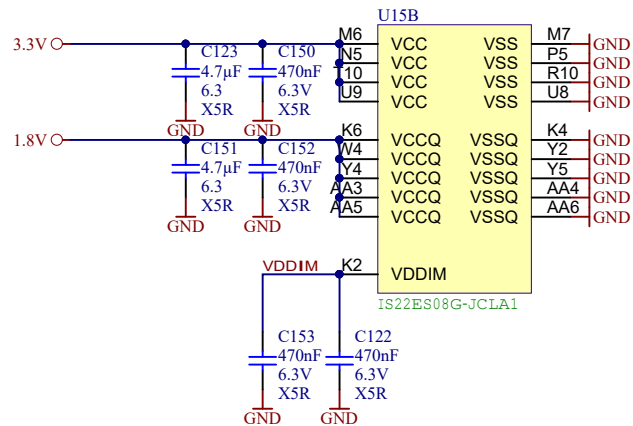 U15B
3.3V
M6 VCC VSS M7 GND
N5 VCC VSS P5 GND
T10 VCC VSS R10 GND
U9 VCC VSS U8 GND
C123 C150
4.7µF 470nF
6.3 6.3V
X5R X5R
GND GND
1.8V
K6 VCCQ VSSQ K4 GND
W4 VCCQ VSSQ Y2 GND
Y4 VCCQ VSSQ Y5 GND
AA3 VCCQ VSSQ AA4 GND
AA5 VCCQ VSSQ AA6 GND
C151 C152
4.7µF 470nF
6.3 6.3V
X5R X5R
GND GND
VDDIM K2 VDDIM
IS22ES08G-JCLA1
C153 C122
470nF 470nF
6.3V 6.3V
X5R X5R
GND GND